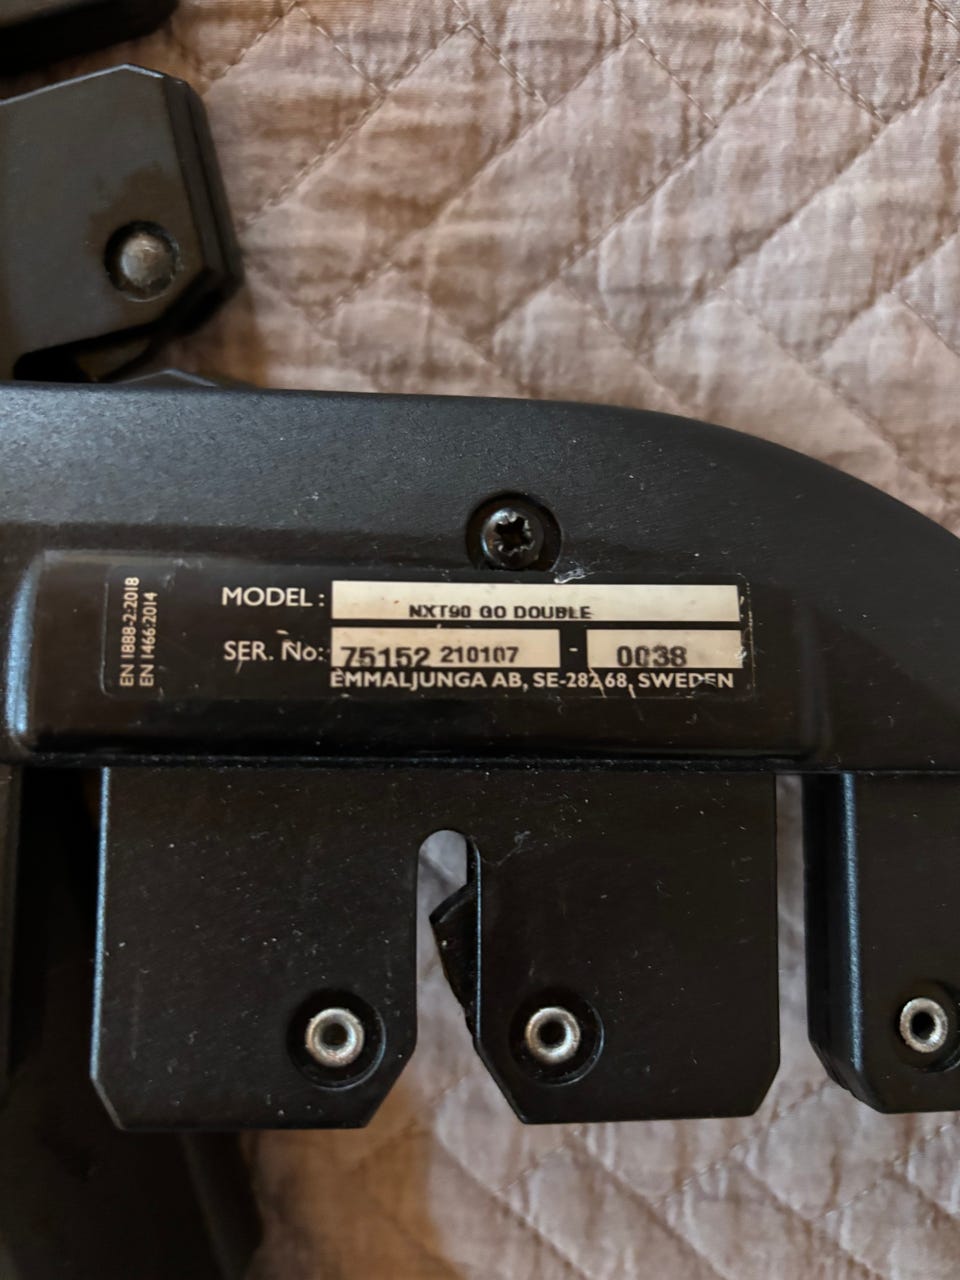 EN 1888-2:2018
EN 1466:2014
MODEL : NXT90 GO DOUBLE
SER. No: 75152 210107 - 0038
EMMALJUNGA AB, SE-282 68, SWEDEN